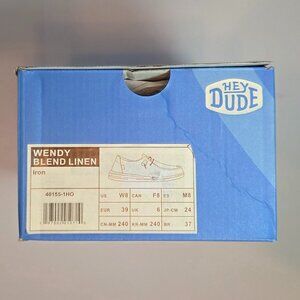 HEY
DUDE
WENDY
BLEND LINEN
Iron
40155-1HO
US W8 CAN F8 ES M8
EUR 39 UK 6 JP-CM 24
CN-MM 240 KR-MM 240 BR 37